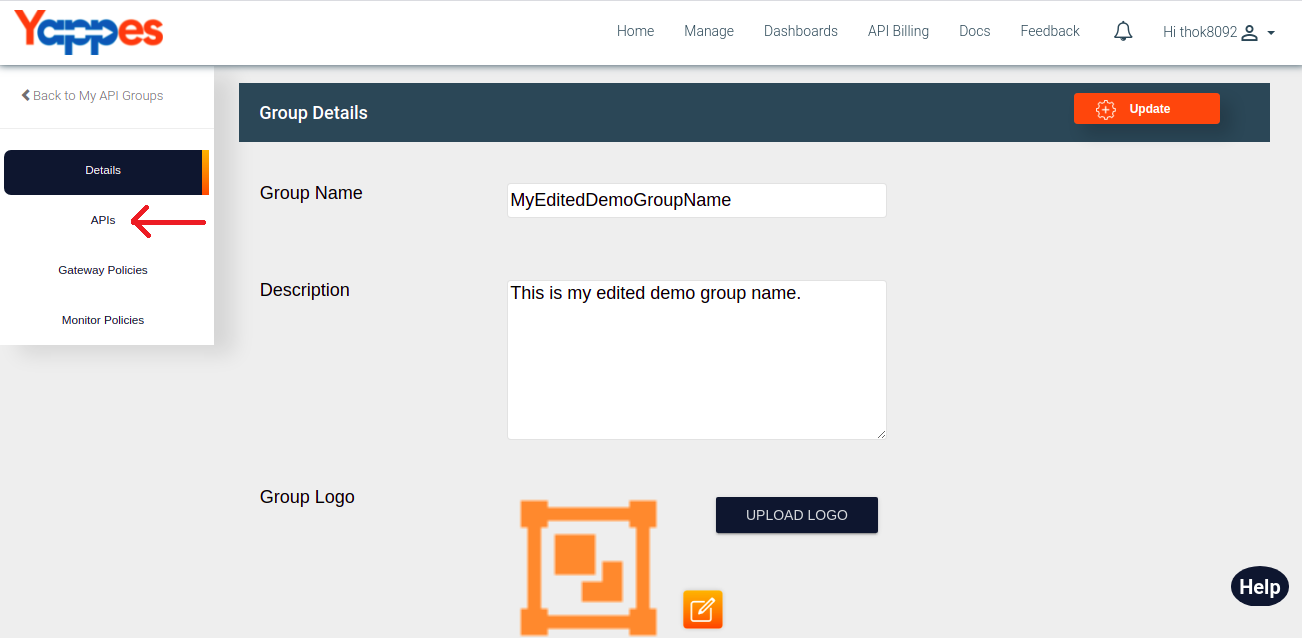 Yappes
Home Manage Dashboards API Billing Docs Feedback Hi thok8092
Back to My API Groups
Details
APIs
Gateway Policies
Monitor Policies
Group Details
Update
Group Name
MyEditedDemoGroupName
Description
This is my edited demo group name.
Group Logo
UPLOAD LOGO
Help